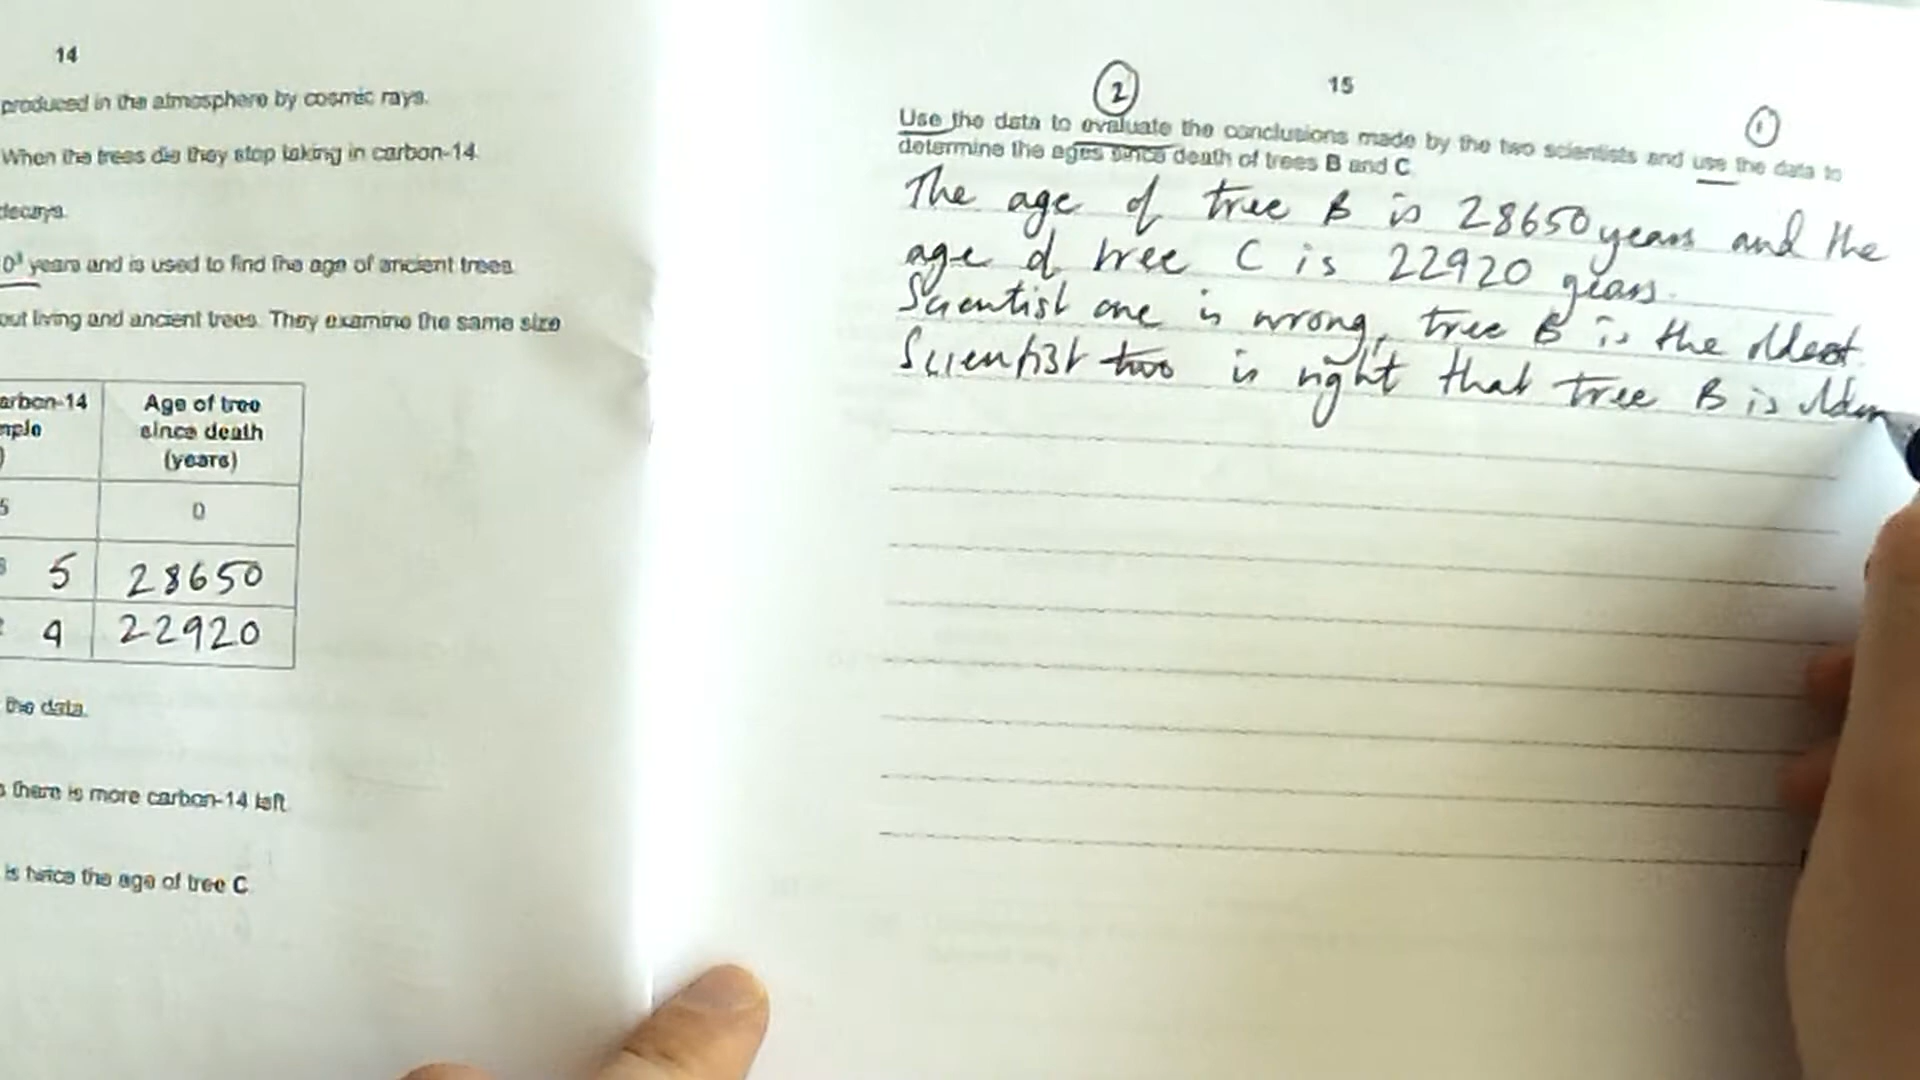 14
produced in the atmosphere by cosmic rays.
When the trees die they stop taking in carbon-14.
decays.
0³ years and is used to find the age of ancient trees.
out living and ancient trees. They examine the same size
arbon-14
mple
)
Age of tree
since death
(years)
5
0
5
28650
2 4
22920
the data.
there is more carbon-14 left.
is twice the age of tree C.
15
2
1
Use the data to evaluate the conclusions made by the two scientists and use the data to
determine the ages since death of trees B and C.
The age of tree B is 28650 years and the
age of tree C is 22920 years.
Scientist one is wrong, tree B is the oldest.
Scientist two is right that tree B is older